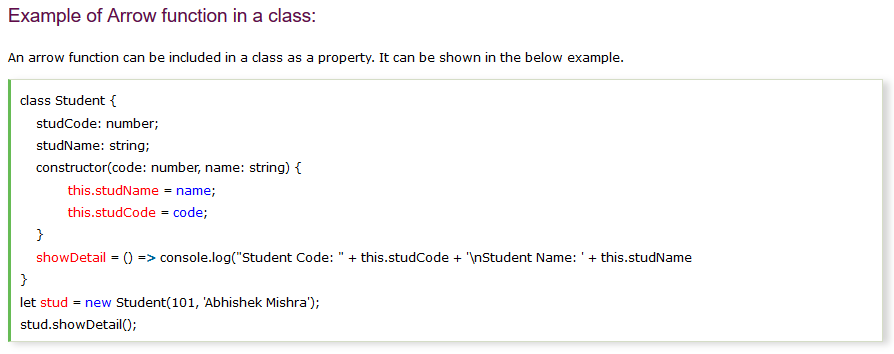 Example of Arrow function in a class:
An arrow function can be included in a class as a property. It can be shown in the below example.
class Student {
studCode: number;
studName: string;
constructor(code: number, name: string) {
this.studName = name;
this.studCode = code;
}
showDetail = () => console.log("Student Code: " + this.studCode + '\nStudent Name: ' + this.studName
}
let stud = new Student(101, 'Abhishek Mishra');
stud.showDetail();